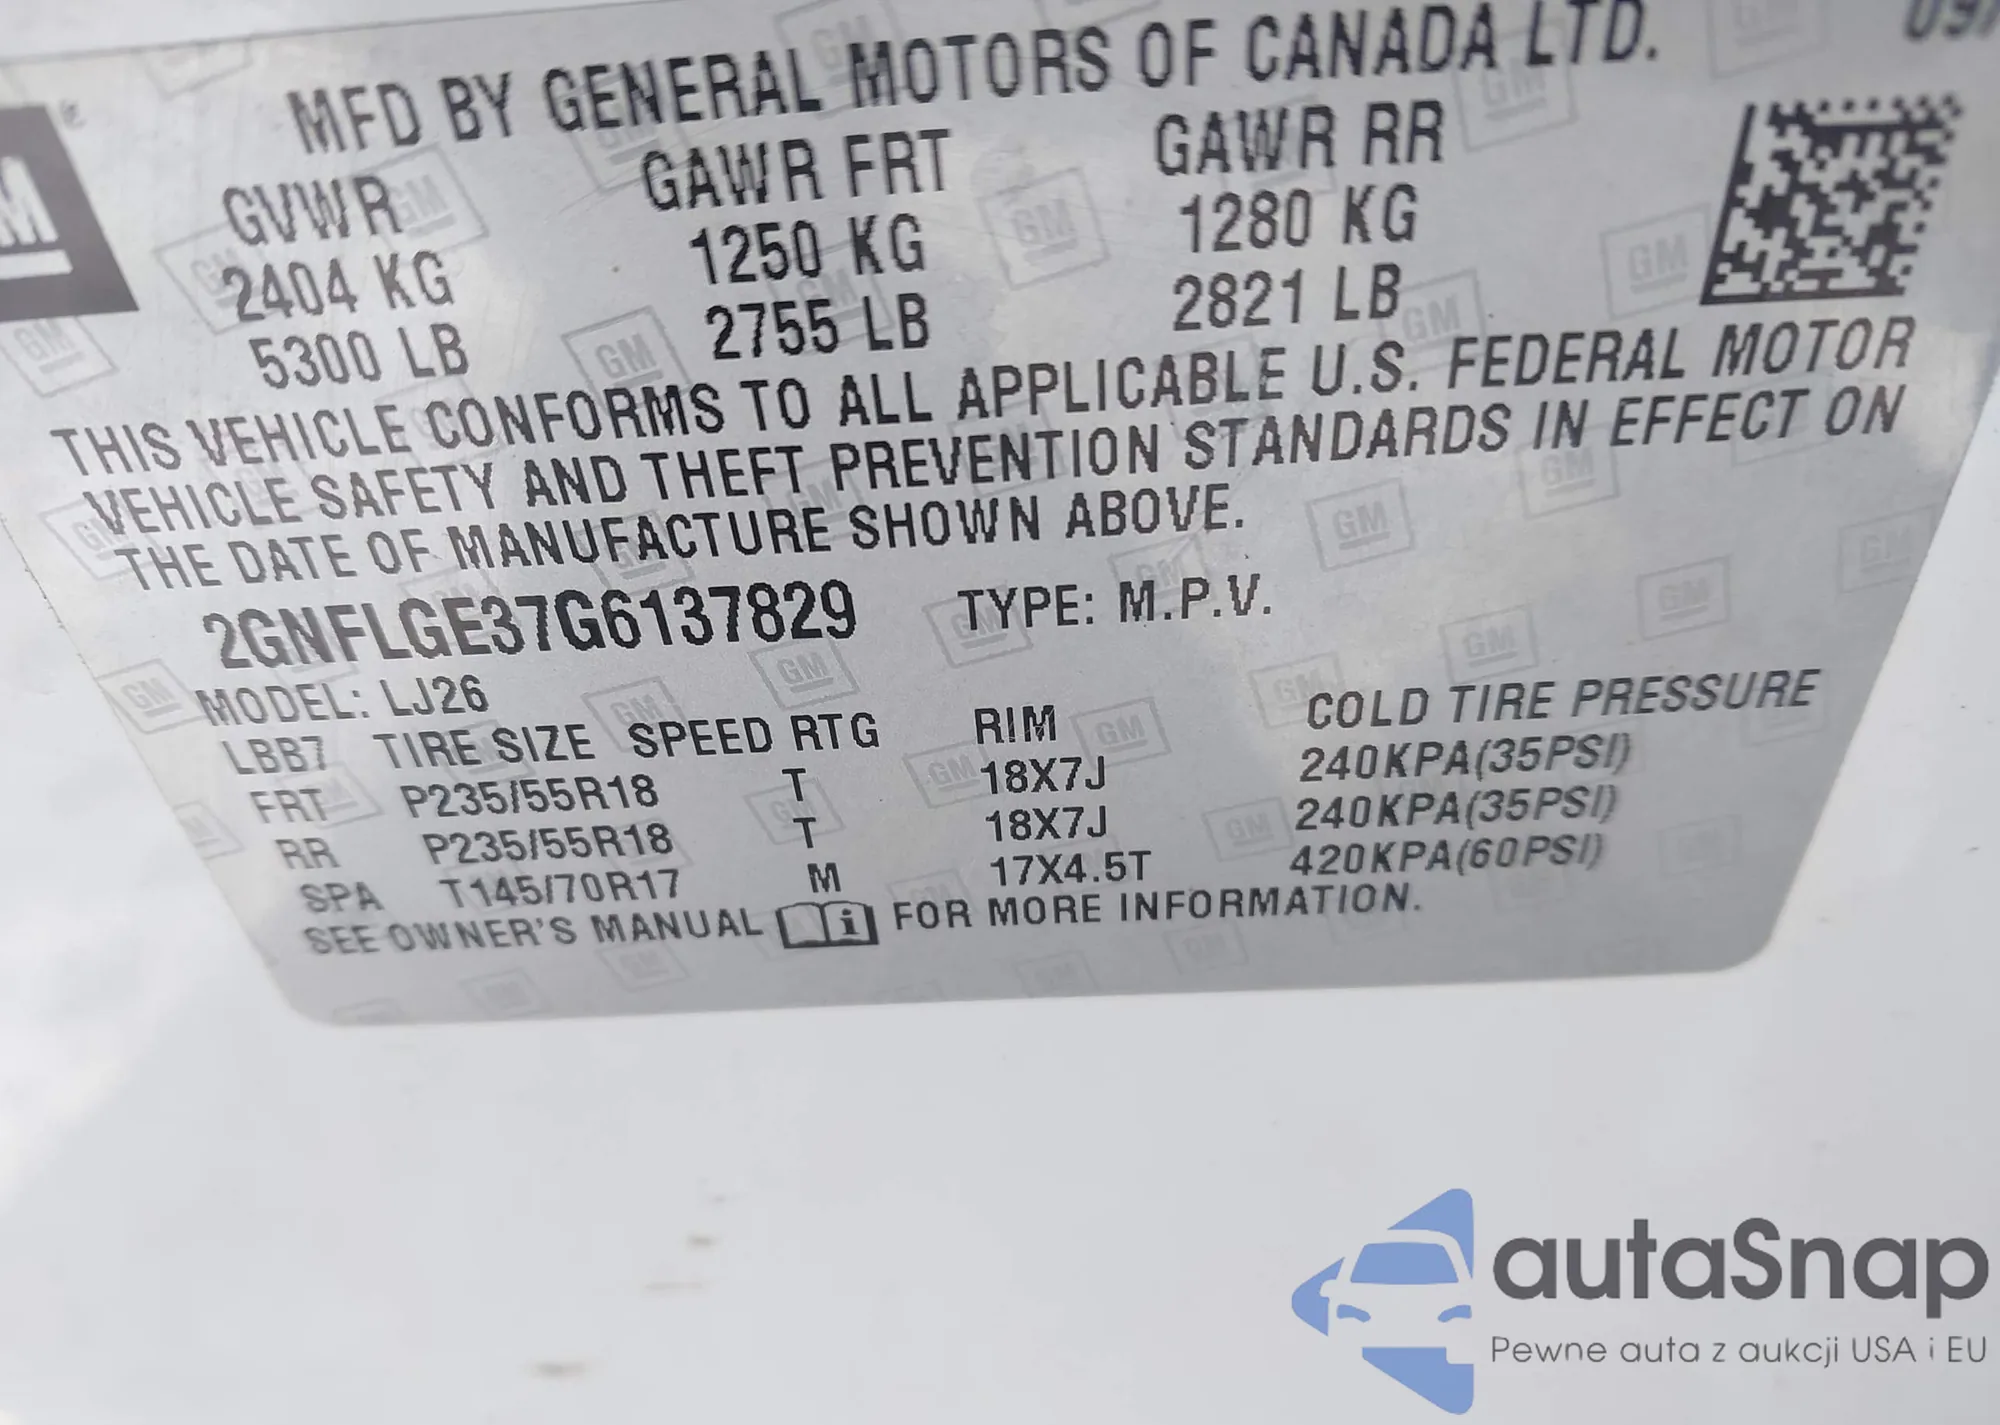 09/
MFD BY GENERAL MOTORS OF CANADA LTD.
GVWR GAWR FRT GAWR RR
2404 KG 1250 KG 1280 KG
5300 LB 2755 LB 2821 LB
THIS VEHICLE CONFORMS TO ALL APPLICABLE U.S. FEDERAL MOTOR
VEHICLE SAFETY AND THEFT PREVENTION STANDARDS IN EFFECT ON
THE DATE OF MANUFACTURE SHOWN ABOVE.
2GNFLGE37G6137829 TYPE: M.P.V.
MODEL: LJ26
LBB7 TIRE SIZE SPEED RTG RIM COLD TIRE PRESSURE
FRT P235/55R18 T 18X7J 240KPA(35PSI)
RR P235/55R18 T 18X7J 240KPA(35PSI)
SPA T145/70R17 M 17X4.5T 420KPA(60PSI)
SEE OWNER'S MANUAL FOR MORE INFORMATION.
autaSnap
Pewne auta z aukcji USA i EU